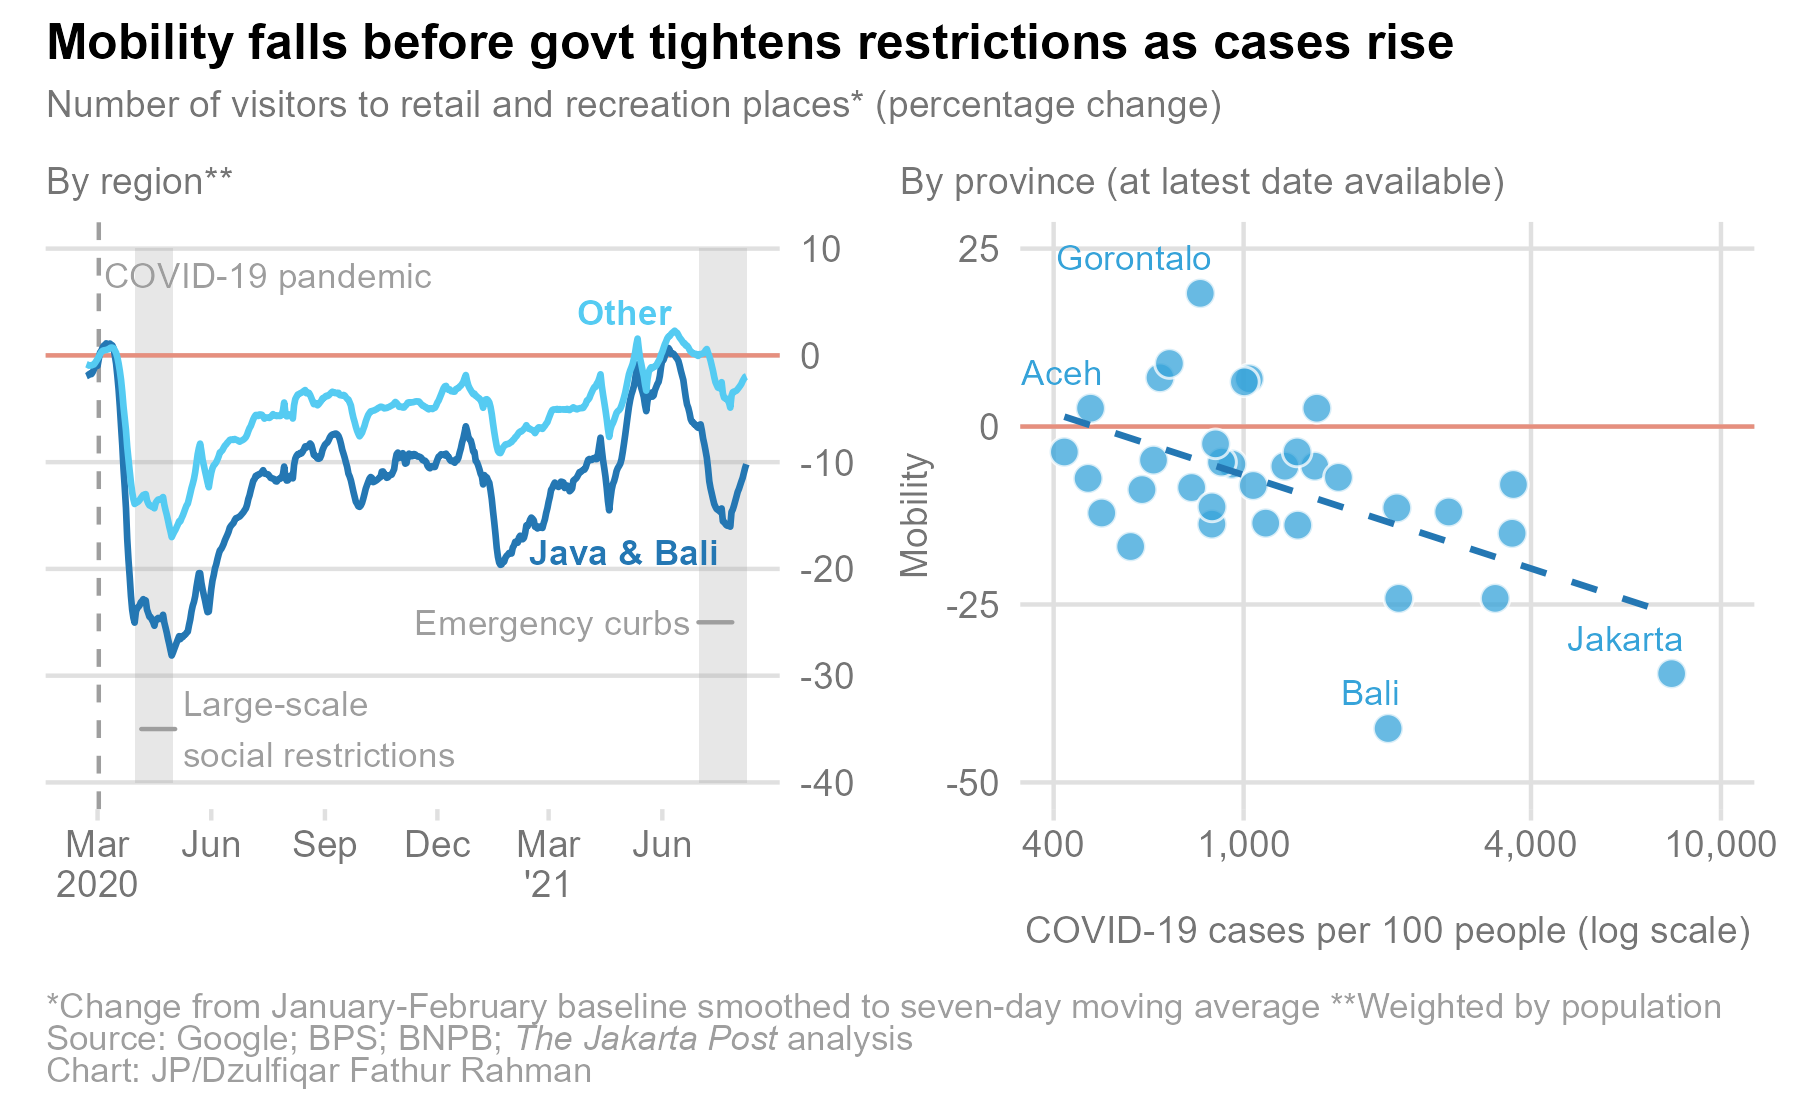 Mobility falls before govt tightens restrictions as cases rise
Number of visitors to retail and recreation places* (percentage change)
By region**
10
0
-10
-20
-30
-40
COVID-19 pandemic
Other
Java & Bali
Emergency curbs
Large-scale
social restrictions
Mar Jun Sep Dec Mar Jun
2020 '21
By province (at latest date available)
25
0
-25
-50
Mobility
Gorontalo
Aceh
Jakarta
Bali
400 1,000 4,000 10,000
COVID-19 cases per 100 people (log scale)
*Change from January-February baseline smoothed to seven-day moving average **Weighted by population
Source: Google; BPS; BNPB; The Jakarta Post analysis
Chart: JP/Dzulfiqar Fathur Rahman